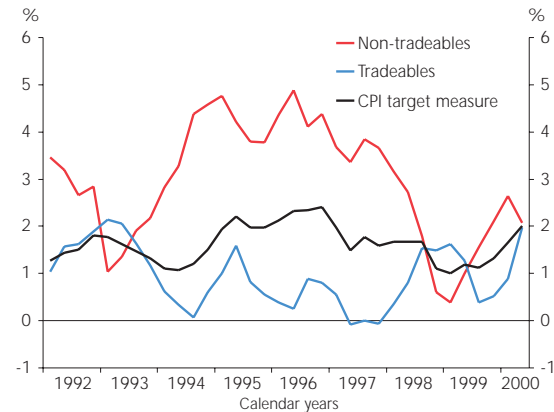 % %
6 6
Non-tradeables
5 Tradeables 5
CPI target measure
4 4
3 3
2 2
1 1
0 0
-1 -1
1992 1993 1994 1995 1996 1997 1998 1999 2000
Calendar years